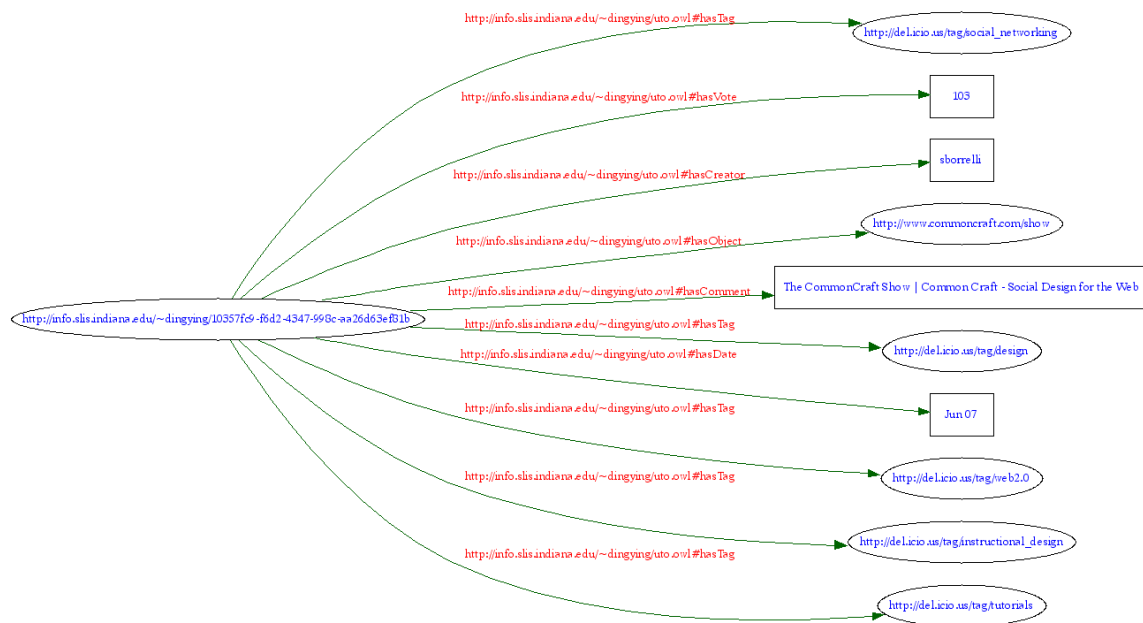 http://info.slis.indiana.edu/~dingying/uto.owl#hasTag
http://del.icio.us/tag/social_networking
http://info.slis.indiana.edu/~dingying/uto.owl#hasVote
103
http://info.slis.indiana.edu/~dingying/uto.owl#hasCreator
sborrelli
http://info.slis.indiana.edu/~dingying/uto.owl#hasObject
http://www.commoncraft.com/show
http://info.slis.indiana.edu/~dingying/uto.owl#hasComment
The CommonCraft Show | Common Craft - Social Design for the Web
http://info.slis.indiana.edu/~dingying/10357fc9-f6d2-4347-998c-aa26d63ef81b
http://info.slis.indiana.edu/~dingying/uto.owl#hasTag
http://del.icio.us/tag/design
http://info.slis.indiana.edu/~dingying/uto.owl#hasDate
Jun 07
http://info.slis.indiana.edu/~dingying/uto.owl#hasTag
http://del.icio.us/tag/web2.0
http://info.slis.indiana.edu/~dingying/uto.owl#hasTag
http://del.icio.us/tag/instructional_design
http://info.slis.indiana.edu/~dingying/uto.owl#hasTag
http://del.icio.us/tag/tutorials